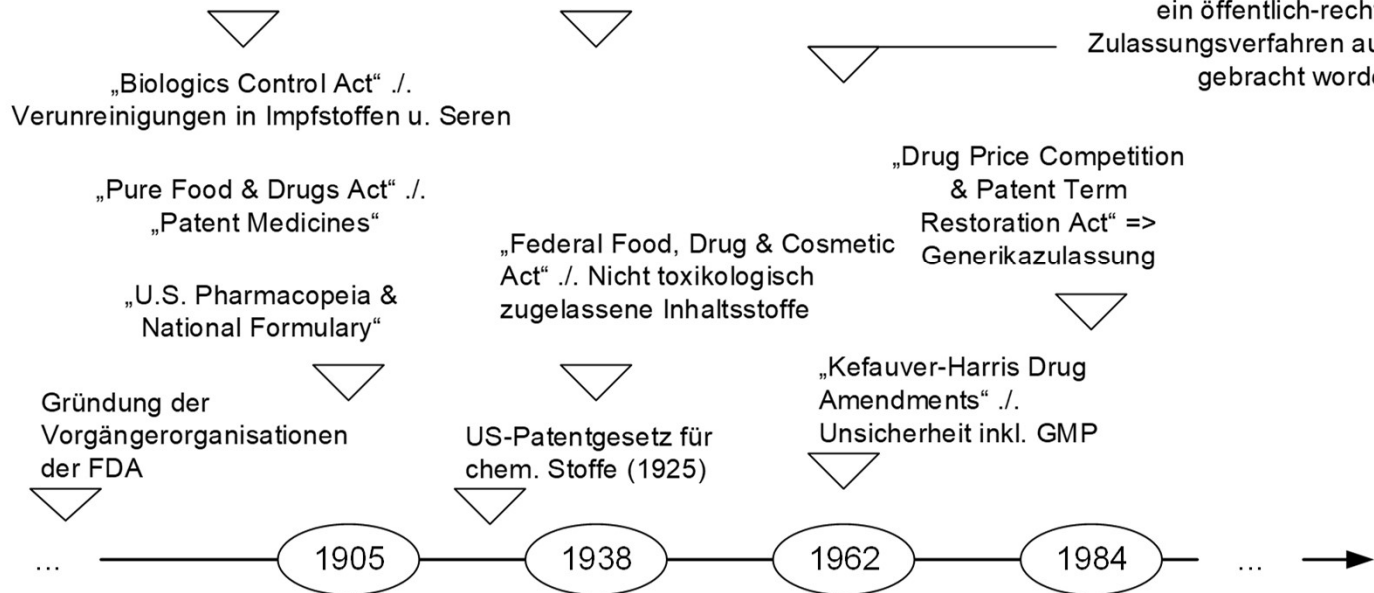 ein öffentlich-recht
Zulassungsverfahren au
gebracht word
„Biologics Control Act“ ./.
Verunreinigungen in Impfstoffen u. Seren
„Pure Food & Drugs Act“ ./.
„Patent Medicines“
„U.S. Pharmacopeia &
National Formulary“
Gründung der
Vorgängerorganisationen
der FDA
„Federal Food, Drug & Cosmetic
Act“ ./. Nicht toxikologisch
zugelassene Inhaltsstoffe
US-Patentgesetz für
chem. Stoffe (1925)
„Drug Price Competition
& Patent Term
Restoration Act“ =>
Generikazulassung
„Kefauver-Harris Drug
Amendments“ ./.
Unsicherheit inkl. GMP
... 1905 1938 1962 1984 ...